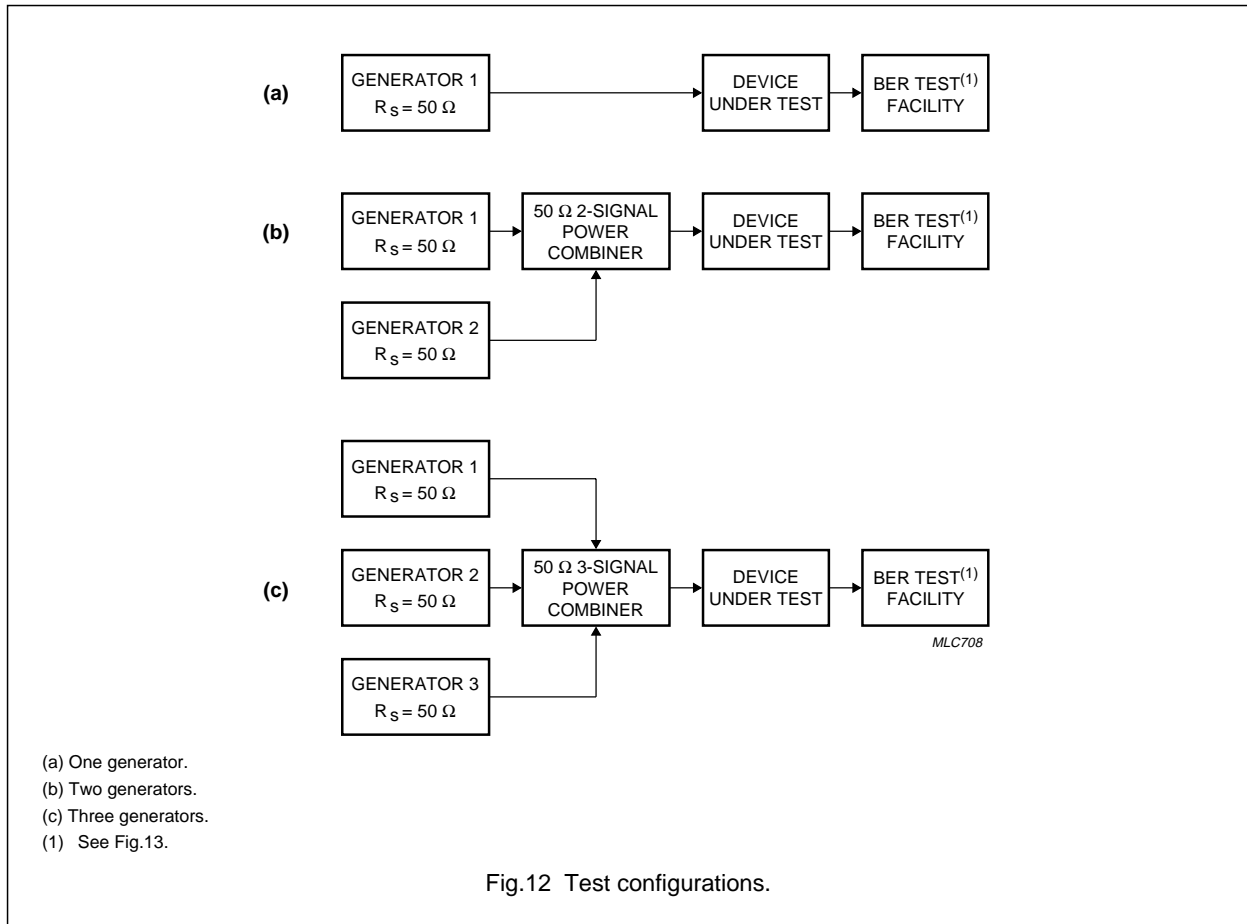 (a)
GENERATOR 1
R S = 50 Ω
DEVICE
UNDER TEST
BER TEST(1)
FACILITY
(b)
GENERATOR 1
R S = 50 Ω
50 Ω 2-SIGNAL
POWER
COMBINER
DEVICE
UNDER TEST
BER TEST(1)
FACILITY
GENERATOR 2
R S = 50 Ω
GENERATOR 1
R S = 50 Ω
(c)
GENERATOR 2
R S = 50 Ω
50 Ω 3-SIGNAL
POWER
COMBINER
DEVICE
UNDER TEST
BER TEST(1)
FACILITY
MLC708
GENERATOR 3
R S = 50 Ω
(a) One generator.
(b) Two generators.
(c) Three generators.
(1) See Fig.13.
Fig.12 Test configurations.